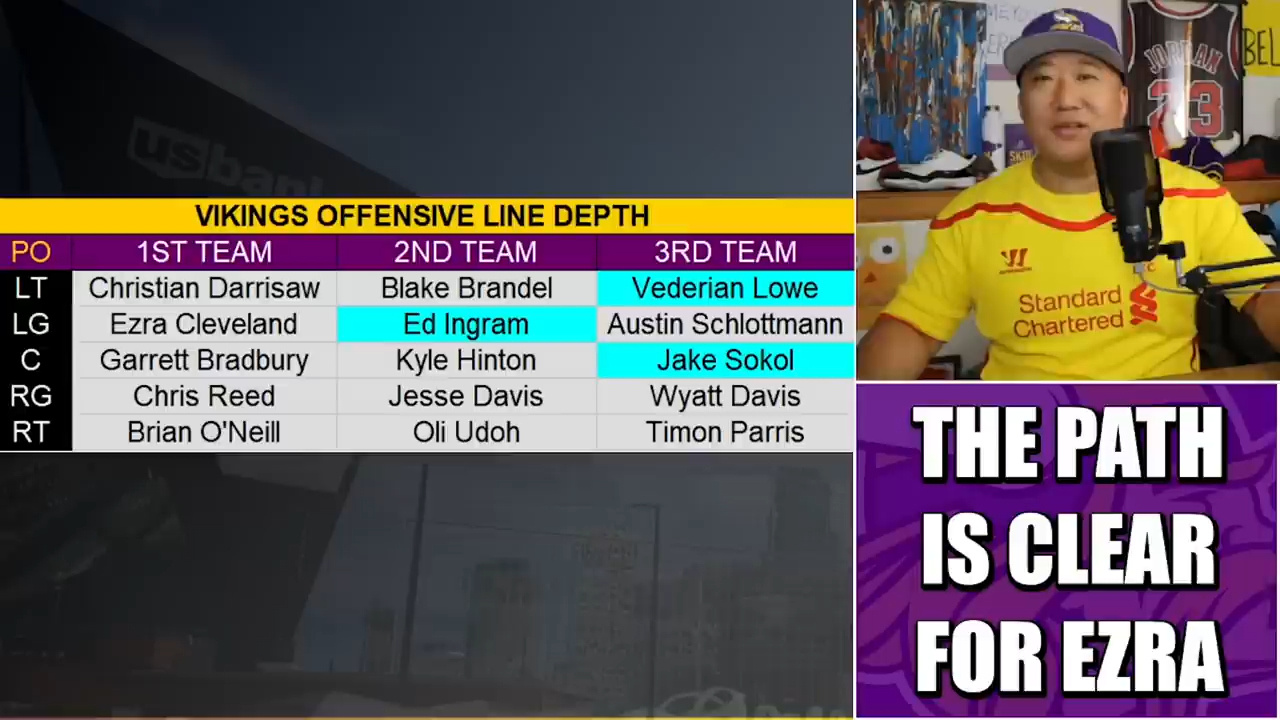 usbank
VIKINGS OFFENSIVE LINE DEPTH
PO 1ST TEAM 2ND TEAM 3RD TEAM
LT Christian Darrisaw Blake Brandel Vederian Lowe
LG Ezra Cleveland Ed Ingram Austin Schlottmann
C Garrett Bradbury Kyle Hinton Jake Sokol
RG Chris Reed Jesse Davis Wyatt Davis
RT Brian O'Neill Oli Udoh Timon Parris
JORDAN
23
BEL
Standard
Chartered
THE PATH
IS CLEAR
FOR EZRA